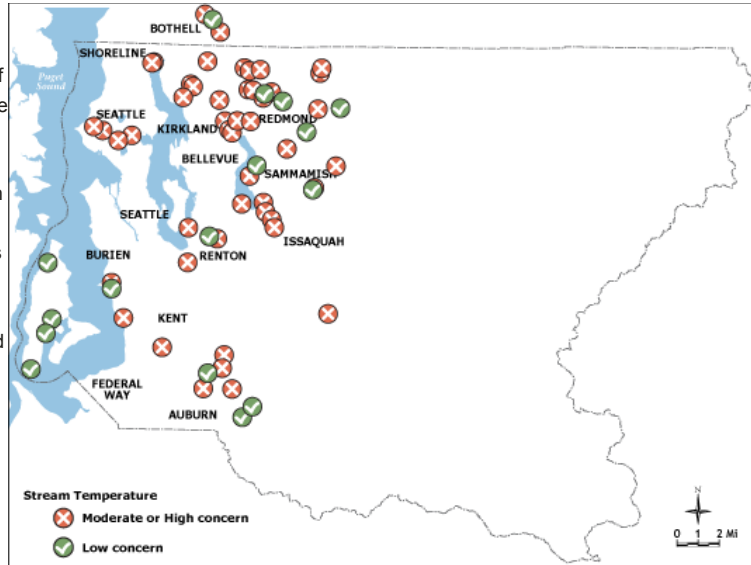 BOTHELL
SHORELINE
of
Puget
Sound
e
SEATTLE
REDMOND
KIRKLAND
BELLEVUE
SAMMAMISH
n
SEATTLE
ISSAQUAH
s
BURIEN
RENTON
KENT
d
FEDERAL
WAY
AUBURN
Stream Temperature
Moderate or High concern
Low concern
N
0 1 2 Mi